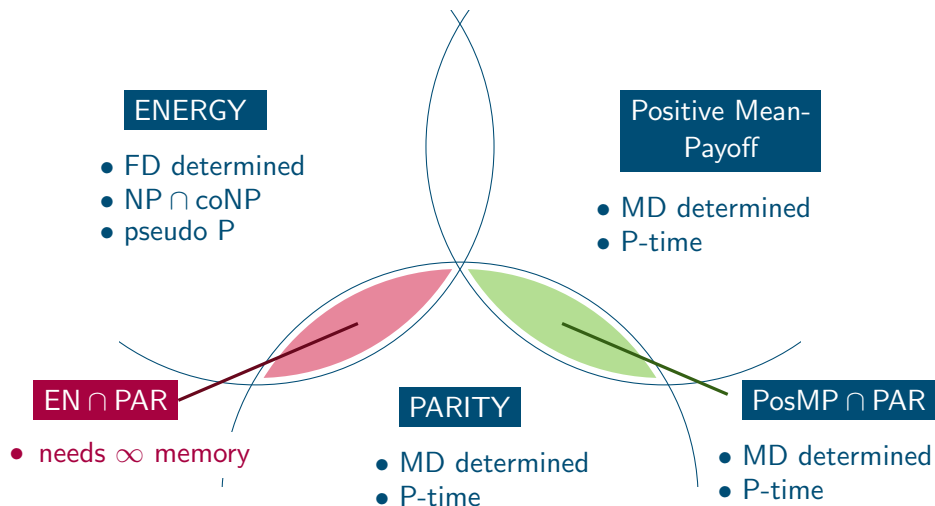 ENERGY
• FD determined
• NP ∩ coNP
• pseudo P
Positive Mean-
Payoff
• MD determined
• P-time
EN ∩ PAR
• needs ∞ memory
PARITY
• MD determined
• P-time
PosMP ∩ PAR
• MD determined
• P-time